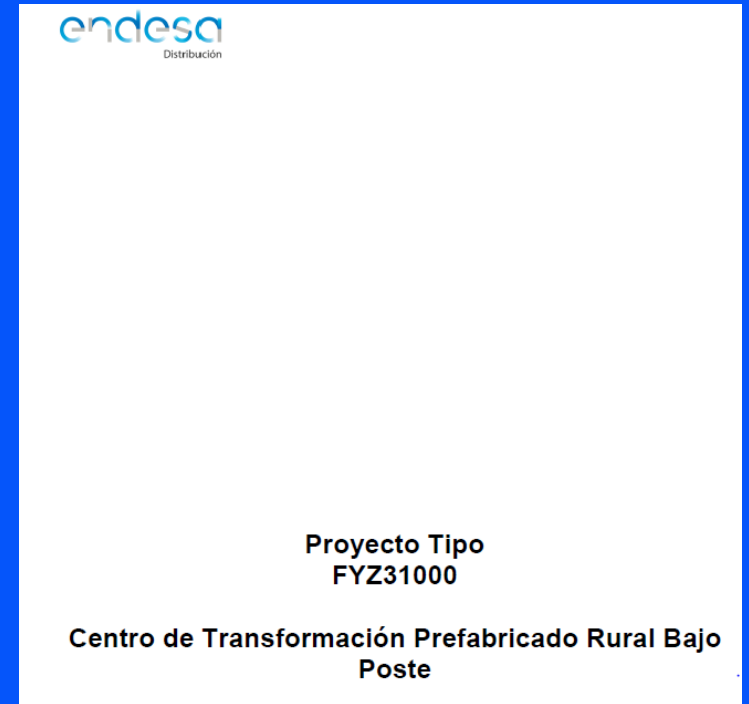 endesa
Distribución
Proyecto Tipo
FYZ31000
Centro de Transformación Prefabricado Rural Bajo
Poste